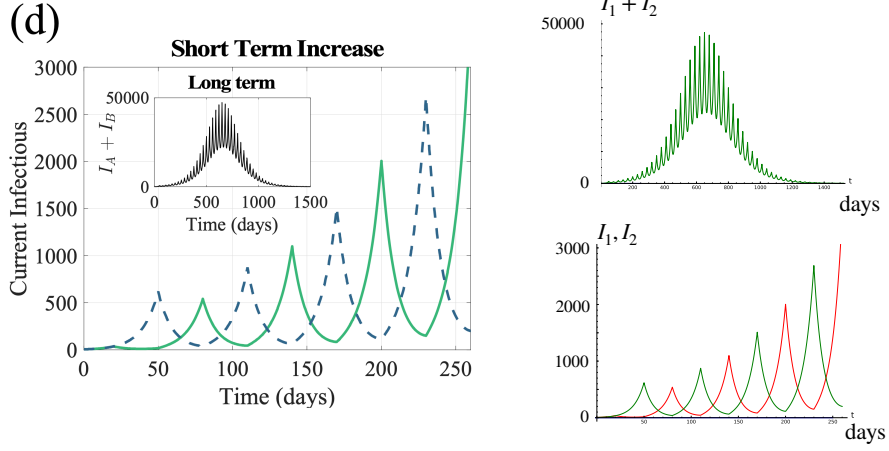 (d)
Short Term Increase
3000
2500
2000
1500
1000
500
0
0 50 100 150 200 250
Time (days)
Current Infectious
Long term
50000
0
0 500 1000 1500
Time (days)
I_A + I_B
I_1 + I_2
50000
0
200 400 600 800 1000 1200 1400
t
days
I_1, I_2
3000
2000
1000
0
50 100 150 200 250
t
days